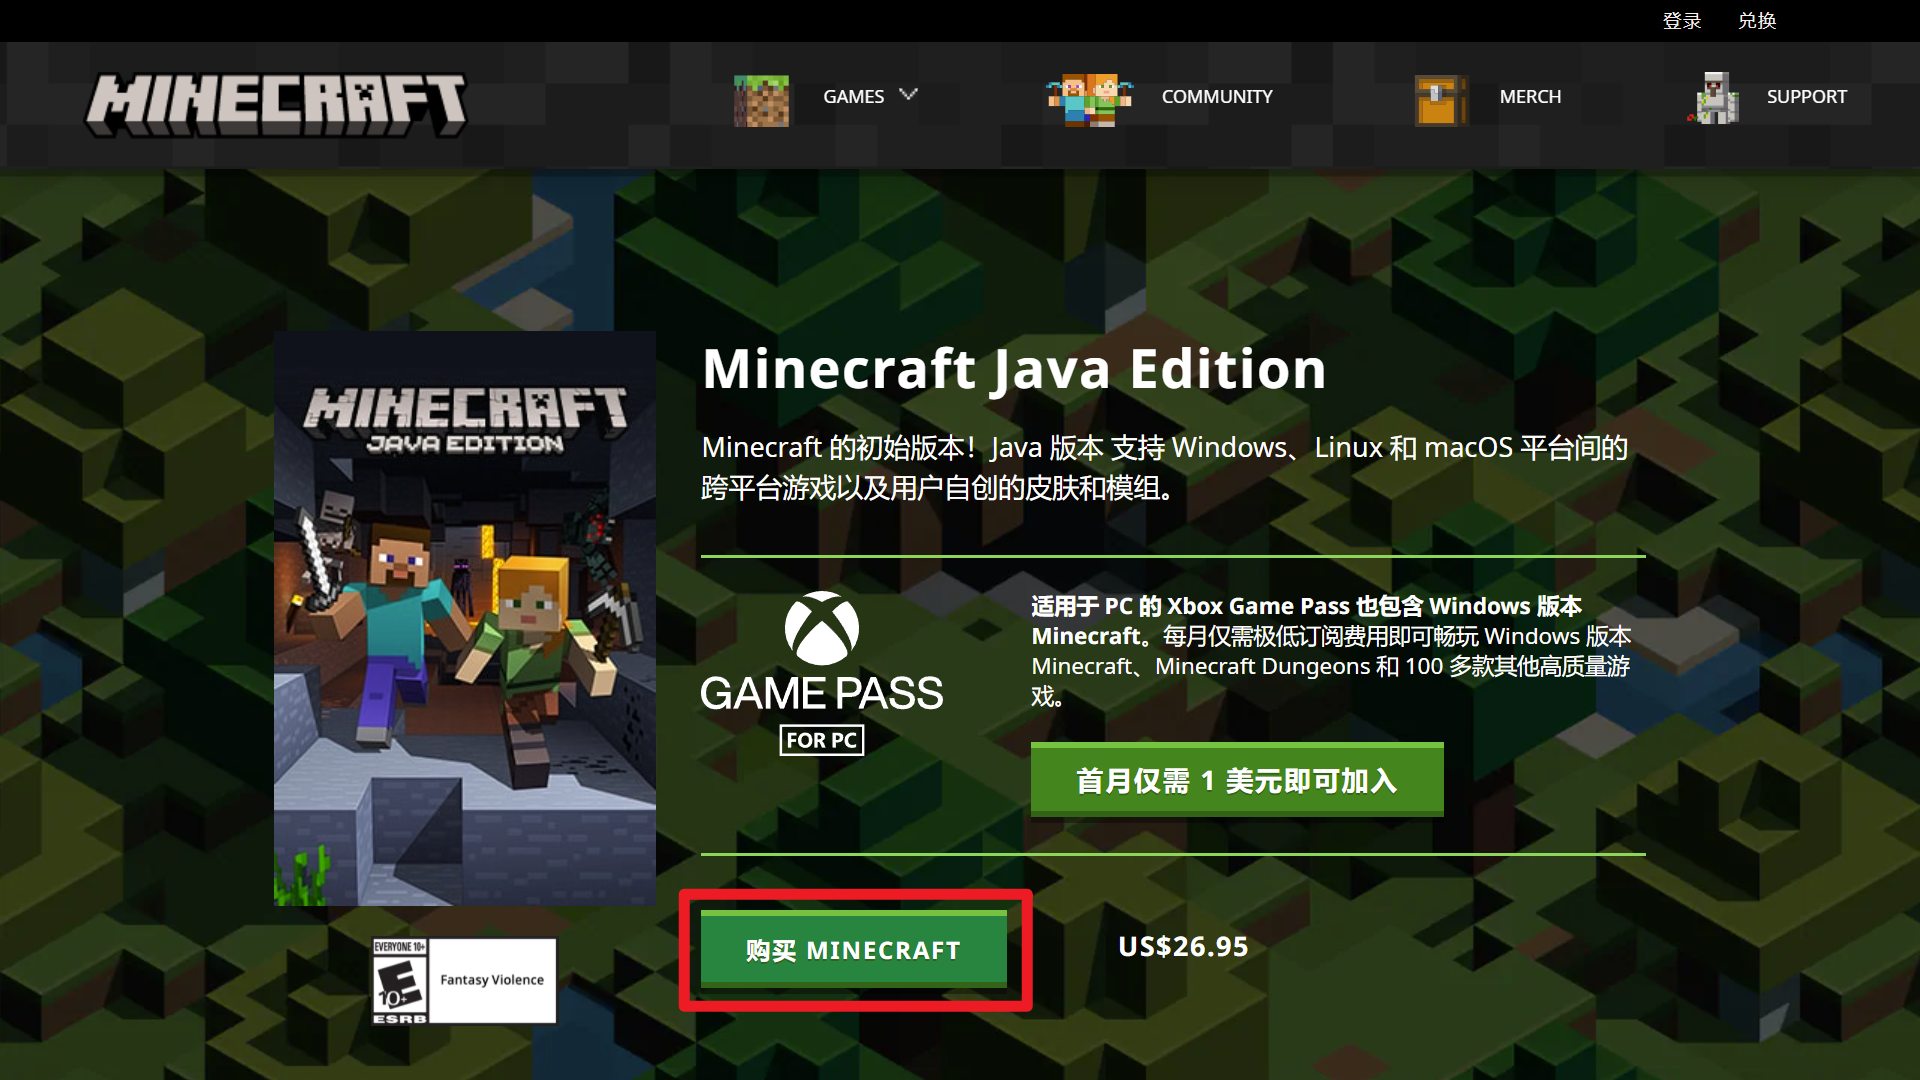 登录 兑换
MINECRAFT
GAMES
COMMUNITY
MERCH
SUPPORT
MINECRAFT
JAVA EDITION
Minecraft Java Edition
Minecraft 的初始版本！Java 版本 支持 Windows、Linux 和 macOS 平台间的
跨平台游戏以及用户自创的皮肤和模组。
GAME PASS
FOR PC
适用于 PC 的 Xbox Game Pass 也包含 Windows 版本
Minecraft。每月仅需极低订阅费用即可畅玩 Windows 版本
Minecraft、Minecraft Dungeons 和 100 多款其他高质量游
戏。
首月仅需 1 美元即可加入
购买 MINECRAFT
US$26.95
EVERYONE 10+
E
10+
ESRB
Fantasy Violence